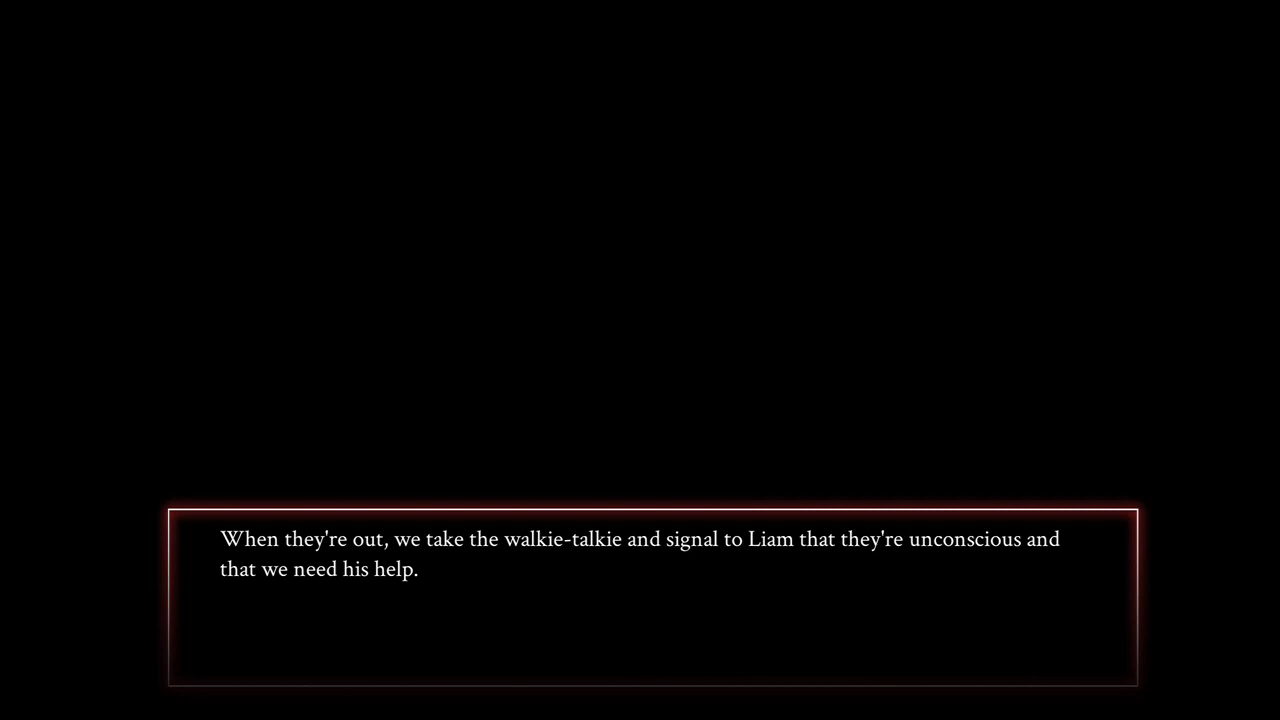 When they're out, we take the walkie-talkie and signal to Liam that they're unconscious and
that we need his help.